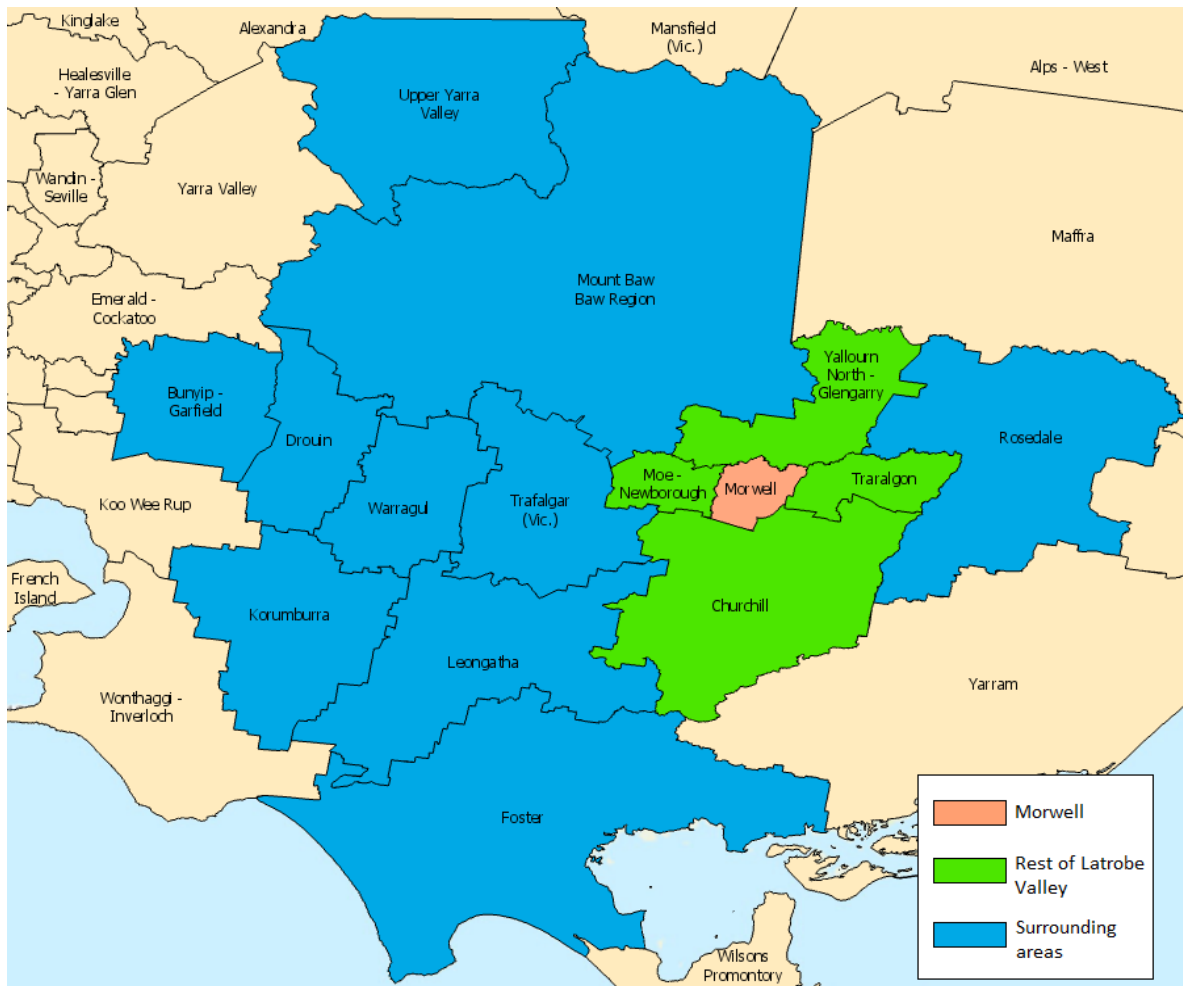 Kinglake
Alexandra
Mansfield
(Vic.)
Alps - West
Healesville
- Yarra Glen
Upper Yarra
Valley
Wandin -
Seville
Yarra Valley
Maffra
Mount Baw
Baw Region
Emerald -
Cockatoo
Yallourn
North -
Glengarry
Bunyip -
Garfield
Drouin
Rosedale
Moe -
Newborough
Morwell
Traralgon
Koo Wee Rup
Warragul
Trafalgar
(Vic.)
French
Island
Korumburra
Churchill
Leongatha
Yarram
Wonthaggi -
Inverloch
Foster
Wilsons
Promontory
Morwell
Rest of Latrobe
Valley
Surrounding
areas